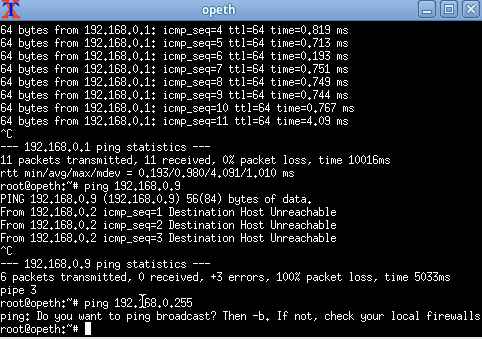 opeth
64 bytes from 192.168.0.1: icmp_seq=4 ttl=64 time=0.819 ms
64 bytes from 192.168.0.1: icmp_seq=5 ttl=64 time=0.713 ms
64 bytes from 192.168.0.1: icmp_seq=6 ttl=64 time=0.193 ms
64 bytes from 192.168.0.1: icmp_seq=7 ttl=64 time=0.751 ms
64 bytes from 192.168.0.1: icmp_seq=8 ttl=64 time=0.749 ms
64 bytes from 192.168.0.1: icmp_seq=9 ttl=64 time=0.744 ms
64 bytes from 192.168.0.1: icmp_seq=10 ttl=64 time=0.767 ms
64 bytes from 192.168.0.1: icmp_seq=11 ttl=64 time=4.09 ms
^C
--- 192.168.0.1 ping statistics ---
11 packets transmitted, 11 received, 0% packet loss, time 10016ms
rtt min/avg/max/mdev = 0.193/0.980/4.091/1.010 ms
root@opeth:~# ping 192.168.0.9
PING 192.168.0.9 (192.168.0.9) 56(84) bytes of data.
From 192.168.0.2 icmp_seq=1 Destination Host Unreachable
From 192.168.0.2 icmp_seq=2 Destination Host Unreachable
From 192.168.0.2 icmp_seq=3 Destination Host Unreachable
^C
--- 192.168.0.9 ping statistics ---
6 packets transmitted, 0 received, +3 errors, 100% packet loss, time 5033ms
pipe 3
root@opeth:~# ping 192.168.0.255
ping: Do you want to ping broadcast? Then -b. If not, check your local firewalls
root@opeth:~#